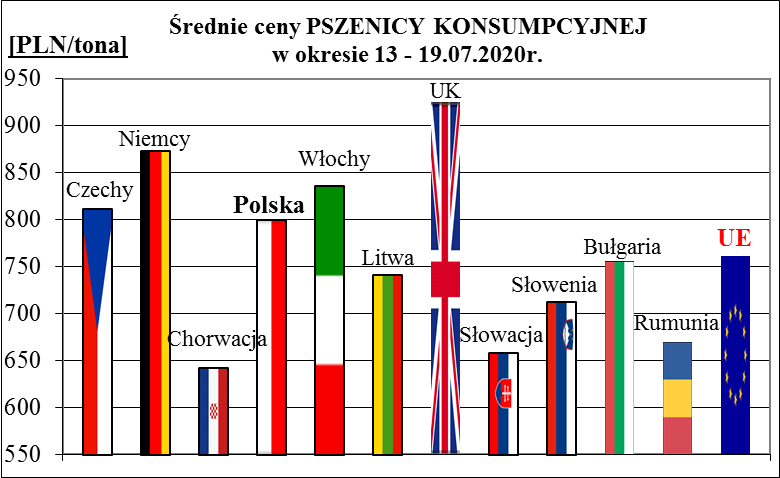 Średnie ceny PSZENICY KONSUMPCYJNEJ
w okresie 13 - 19.07.2020r.
[PLN/tona]
950
900
850
800
750
700
650
600
550
Czechy
Niemcy
Chorwacja
Polska
Włochy
Litwa
UK
Słowacja
Słowenia
Bułgaria
Rumunia
UE